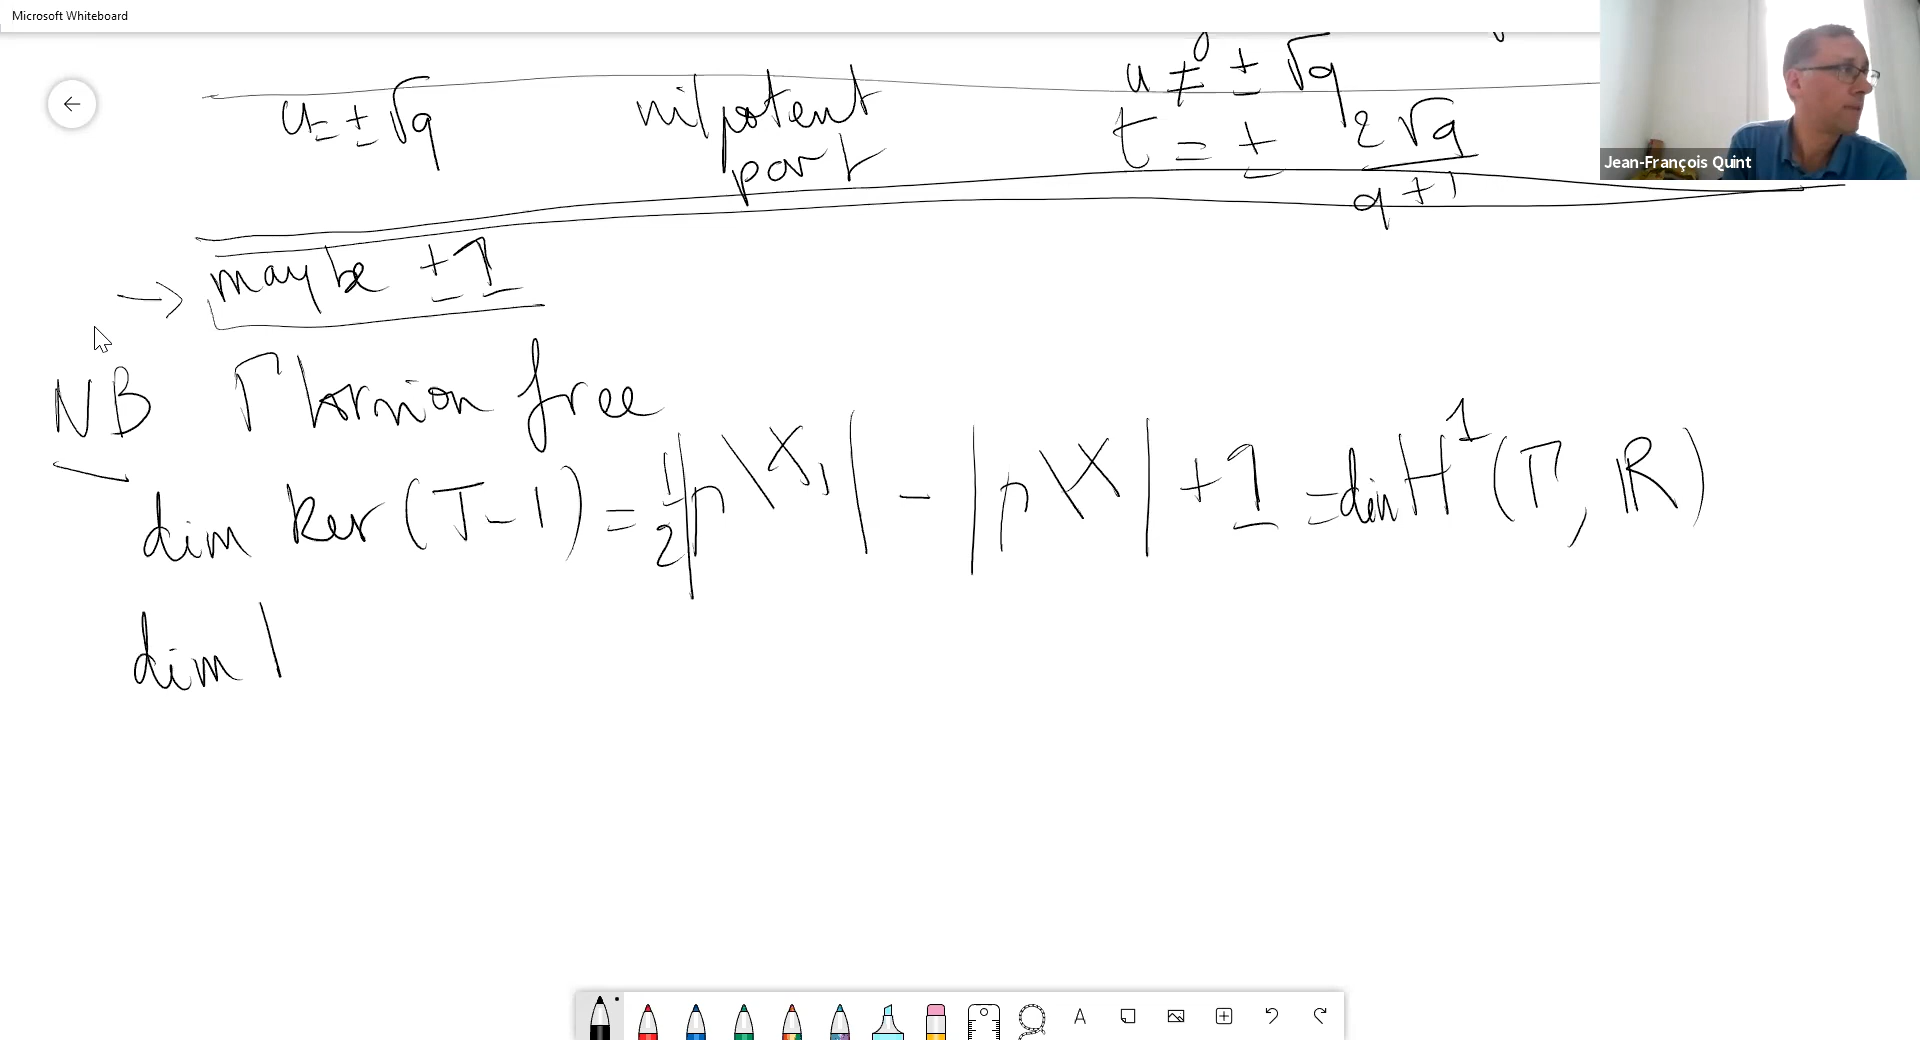 Microsoft Whiteboard
u ≠ 0 ± √q
u = ± √q nilpotent part t = ± 2√q / q+1
Jean-François Quint
→ maybe ±1
NB Γ torsion free
dim ker (T-1) = 1/2 |Γ\X₁| - |Γ\X| + 1 = dim H¹(Γ, ℝ)
dim
A